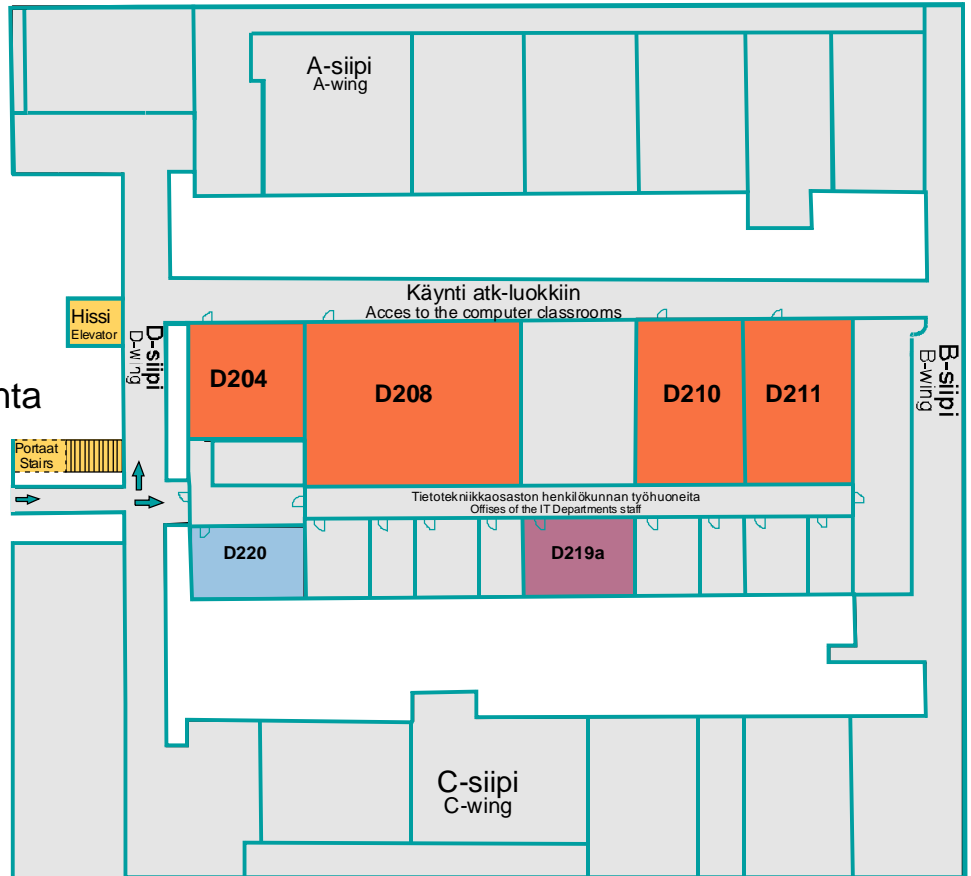 A-siipi
A-wing
Käynti atk-luokkiin
Acces to the computer classrooms
Hissi
Elevator
D-siipi
D-wing
B-siipi
B-wing
D204
D208
D210
D211
nta
Portaat
Stairs
Tietotekniikkaosaston henkilökunnan työhuoneita
Offises of the IT Departments staff
D220
D219a
C-siipi
C-wing